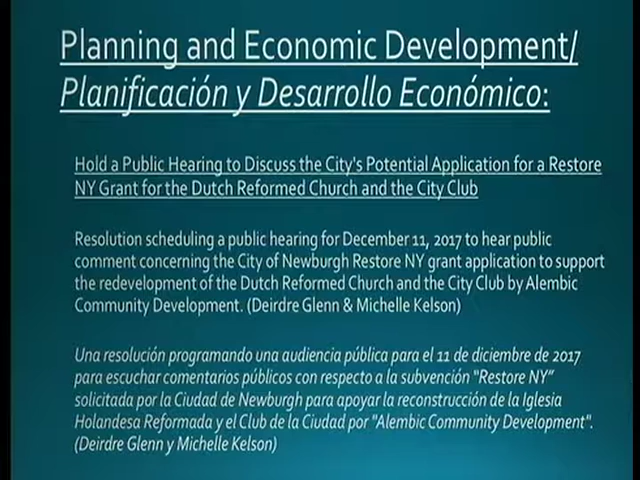 Planning and Economic Development/
Planificación y Desarrollo Económico:
Hold a Public Hearing to Discuss the City's Potential Application for a Restore
NY Grant for the Dutch Reformed Church and the City Club
Resolution scheduling a public hearing for December 11, 2017 to hear public
comment concerning the City of Newburgh Restore NY grant application to support
the redevelopment of the Dutch Reformed Church and the City Club by Alembic
Community Development. (Deirdre Glenn & Michelle Kelson)
Una resolución programando una audiencia pública para el 11 de diciembre de 2017
para escuchar comentarios públicos con respecto a la subvención "Restore NY"
solicitada por la Ciudad de Newburgh para apoyar la reconstrucción de la Iglesia
Holandesa Reformada y el Club de la Ciudad por "Alembic Community Development".
(Deirdre Glenn y Michelle Kelson)